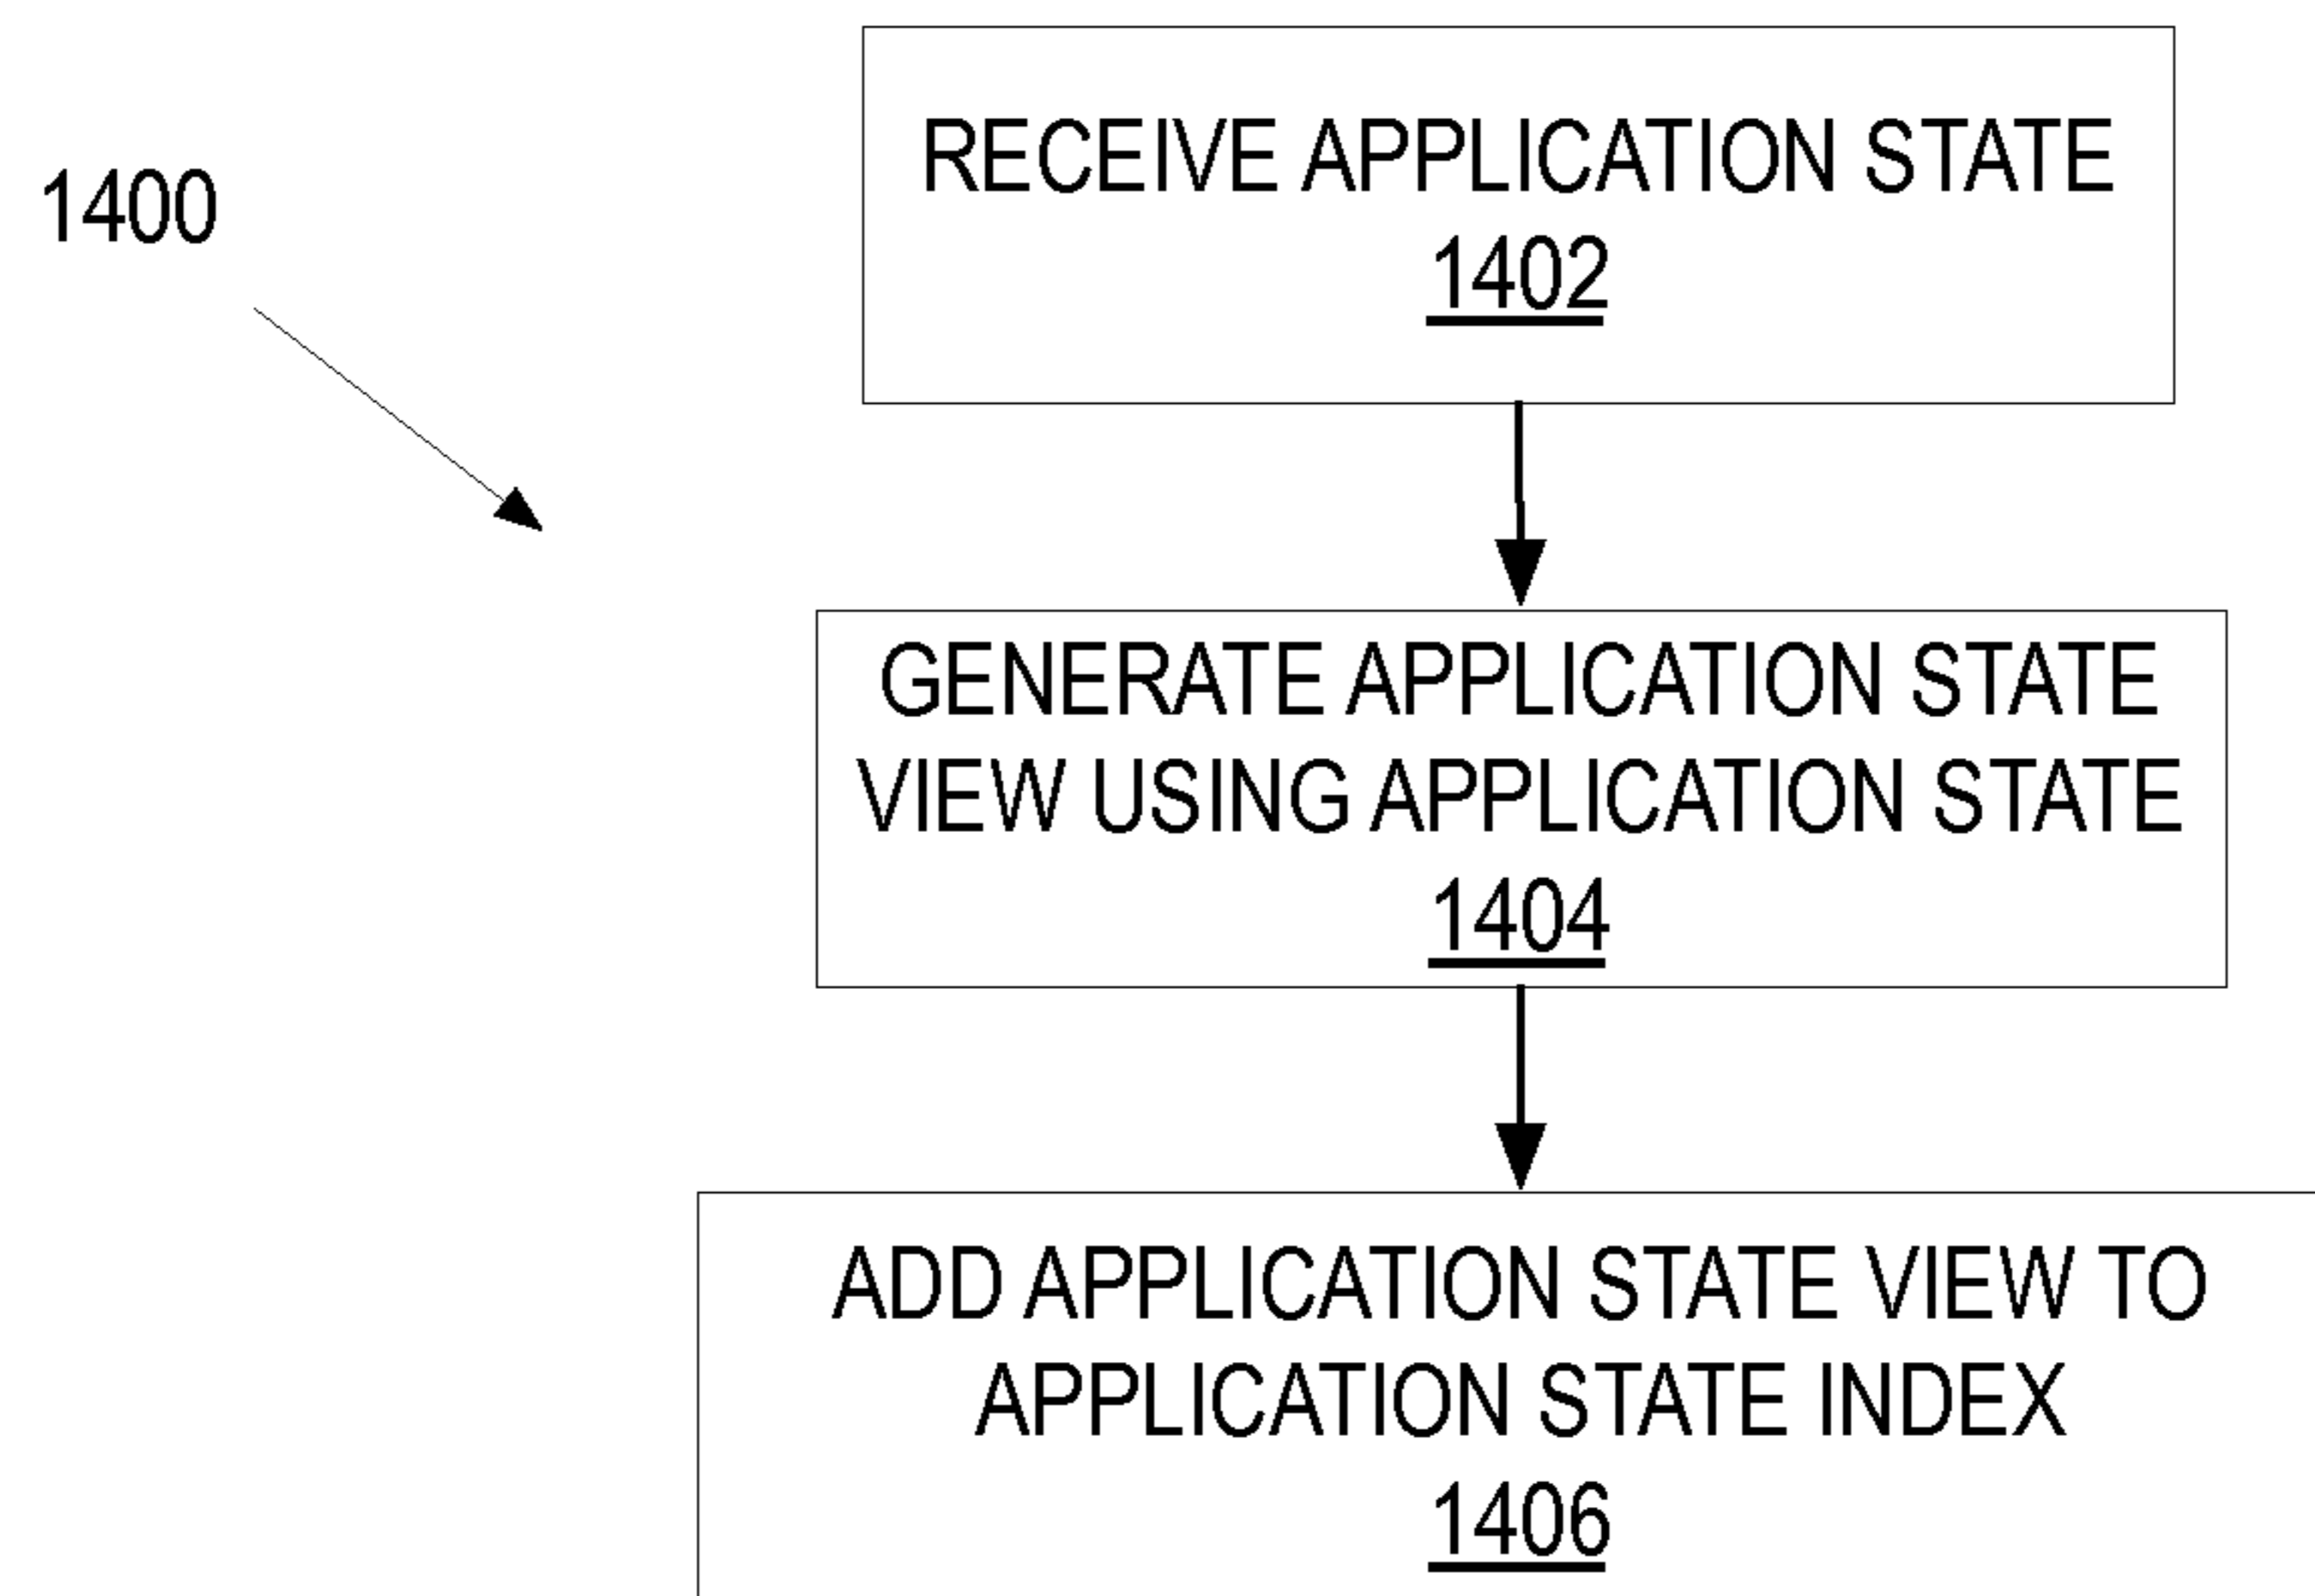 1400
RECEIVE APPLICATION STATE
1402
GENERATE APPLICATION STATE
VIEW USING APPLICATION STATE
1404
ADD APPLICATION STATE VIEW TO
APPLICATION STATE INDEX
1406